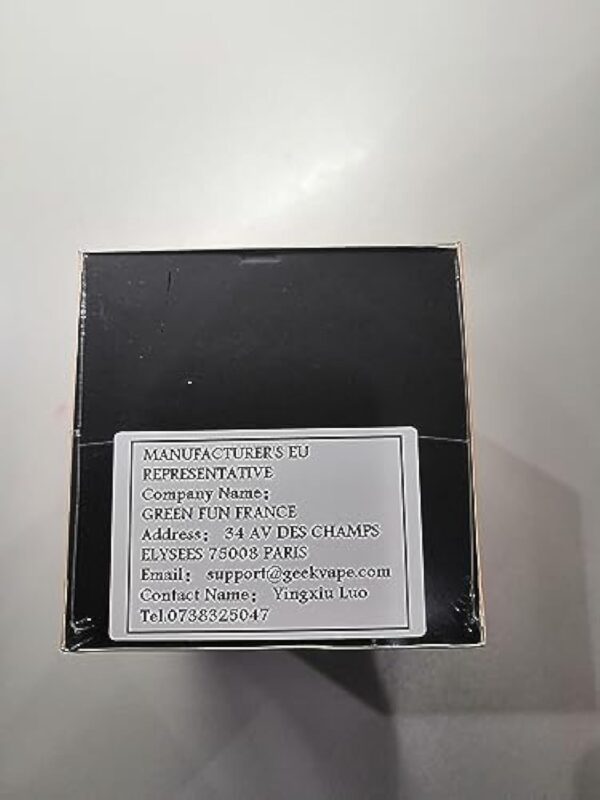 MANUFACTURER'S EU
REPRESENTATIVE
Company Name：
GREEN FUN FRANCE
Address： 34 AV DES CHAMPS
ELYSEES 75008 PARIS
Email： support@geekvape.com
Contact Name： Yingxiu Luo
Tel:0738325047